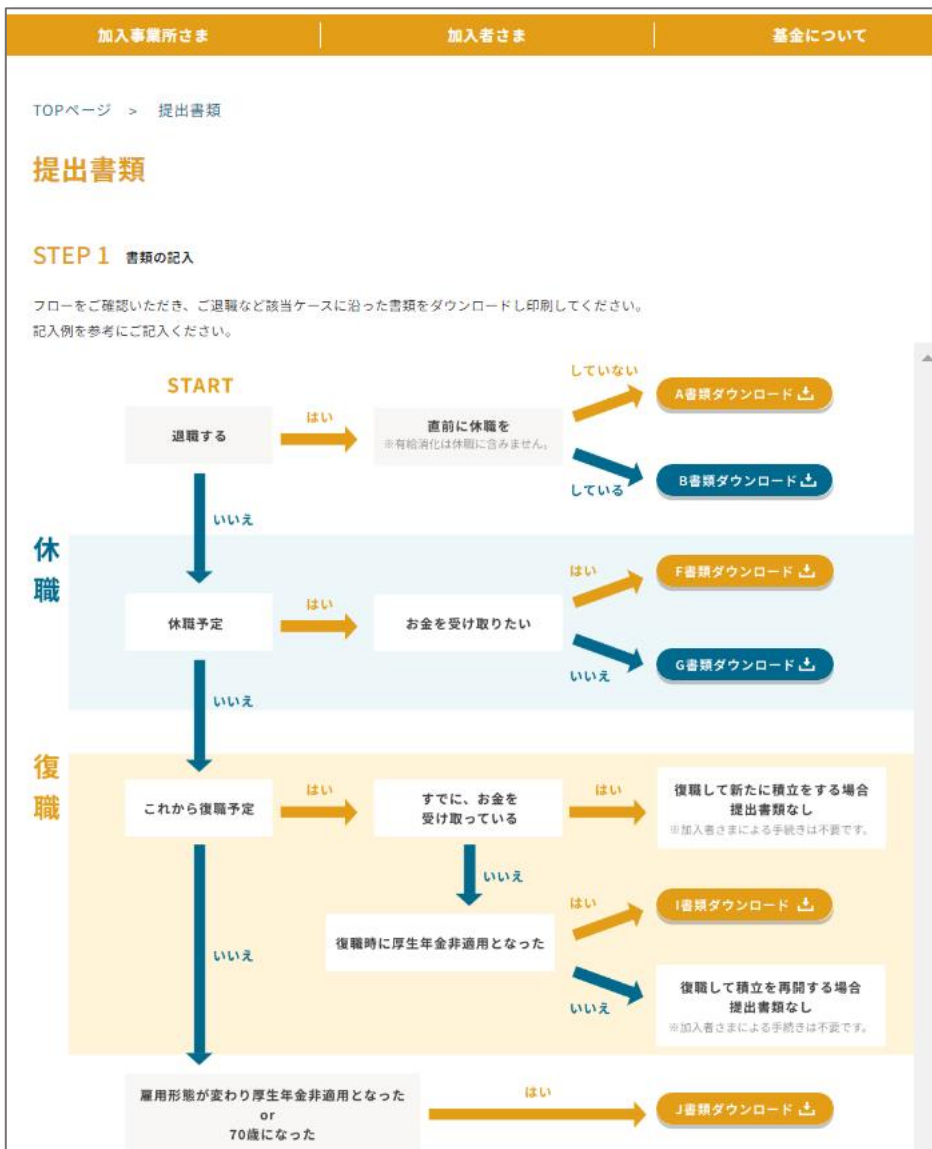 加入事業所さま
加入者さま
基金について
TOPページ > 提出書類
提出書類
STEP 1 書類の記入
フローをご確認いただき、ご退職など該当ケースに沿った書類をダウンロードし印刷してください。
記入例を参考にご記入ください。
START
退職する
はい
直前に休職を
※有給消化は休職に含みません。
していない
A書類ダウンロード
している
B書類ダウンロード
いいえ
休職
休職予定
はい
お金を受け取りたい
はい
F書類ダウンロード
いいえ
G書類ダウンロード
いいえ
復職
これから復職予定
はい
すでに、お金を
受け取っている
はい
復職して新たに積立をする場合
提出書類なし
※加入者さまによる手続きは不要です。
いいえ
復職時に厚生年金非適用となった
はい
I書類ダウンロード
いいえ
復職して積立を再開する場合
提出書類なし
※加入者さまによる手続きは不要です。
いいえ
雇用形態が変わり厚生年金非適用となった
or
70歳になった
はい
J書類ダウンロード